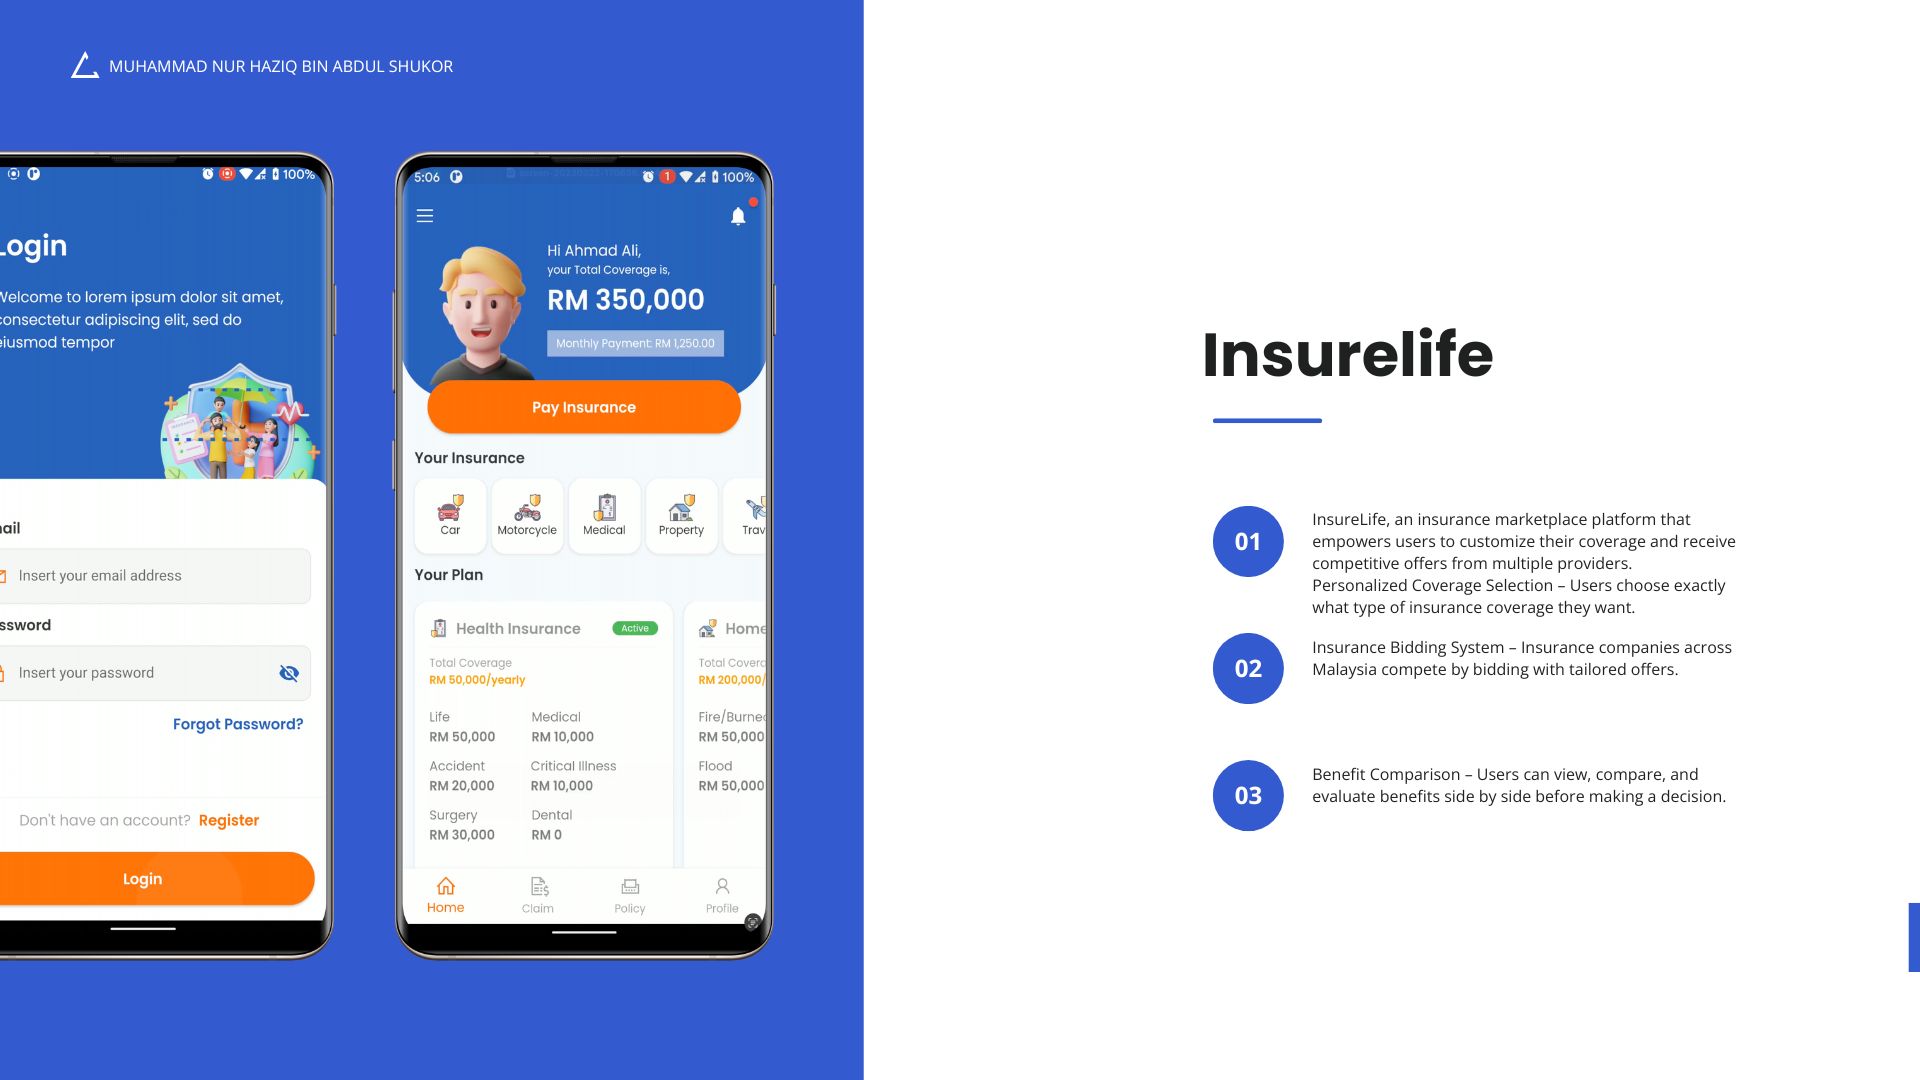 MUHAMMAD NUR HAZIQ BIN ABDUL SHUKOR
100%
Login
Welcome to lorem ipsum dolor sit amet,
consectetur adipiscing elit, sed do
eiusmod tempor
Insert your email address
Insert your password
Forgot Password?
Don't have an account? Register
Login
5:06
1
100%
Hi Ahmad Ali,
your Total Coverage is,
RM 350,000
Monthly Payment: RM 1,250.00
Pay Insurance
Your Insurance
Car Motorcycle Medical Property Trav
Your Plan
Health Insurance Active
Total Coverage
RM 50,000/yearly
Life Medical
RM 50,000 RM 10,000
Accident Critical Illness
RM 20,000 RM 10,000
Surgery Dental
RM 30,000 RM 0
Home
Total Covera
RM 200,000/
Fire/Burne
RM 50,000
Flood
RM 50,000
Home Claim Policy Profile
Insurelife
01
InsureLife, an insurance marketplace platform that
empowers users to customize their coverage and receive
competitive offers from multiple providers.
Personalized Coverage Selection – Users choose exactly
what type of insurance coverage they want.
02
Insurance Bidding System – Insurance companies across
Malaysia compete by bidding with tailored offers.
03
Benefit Comparison – Users can view, compare, and
evaluate benefits side by side before making a decision.